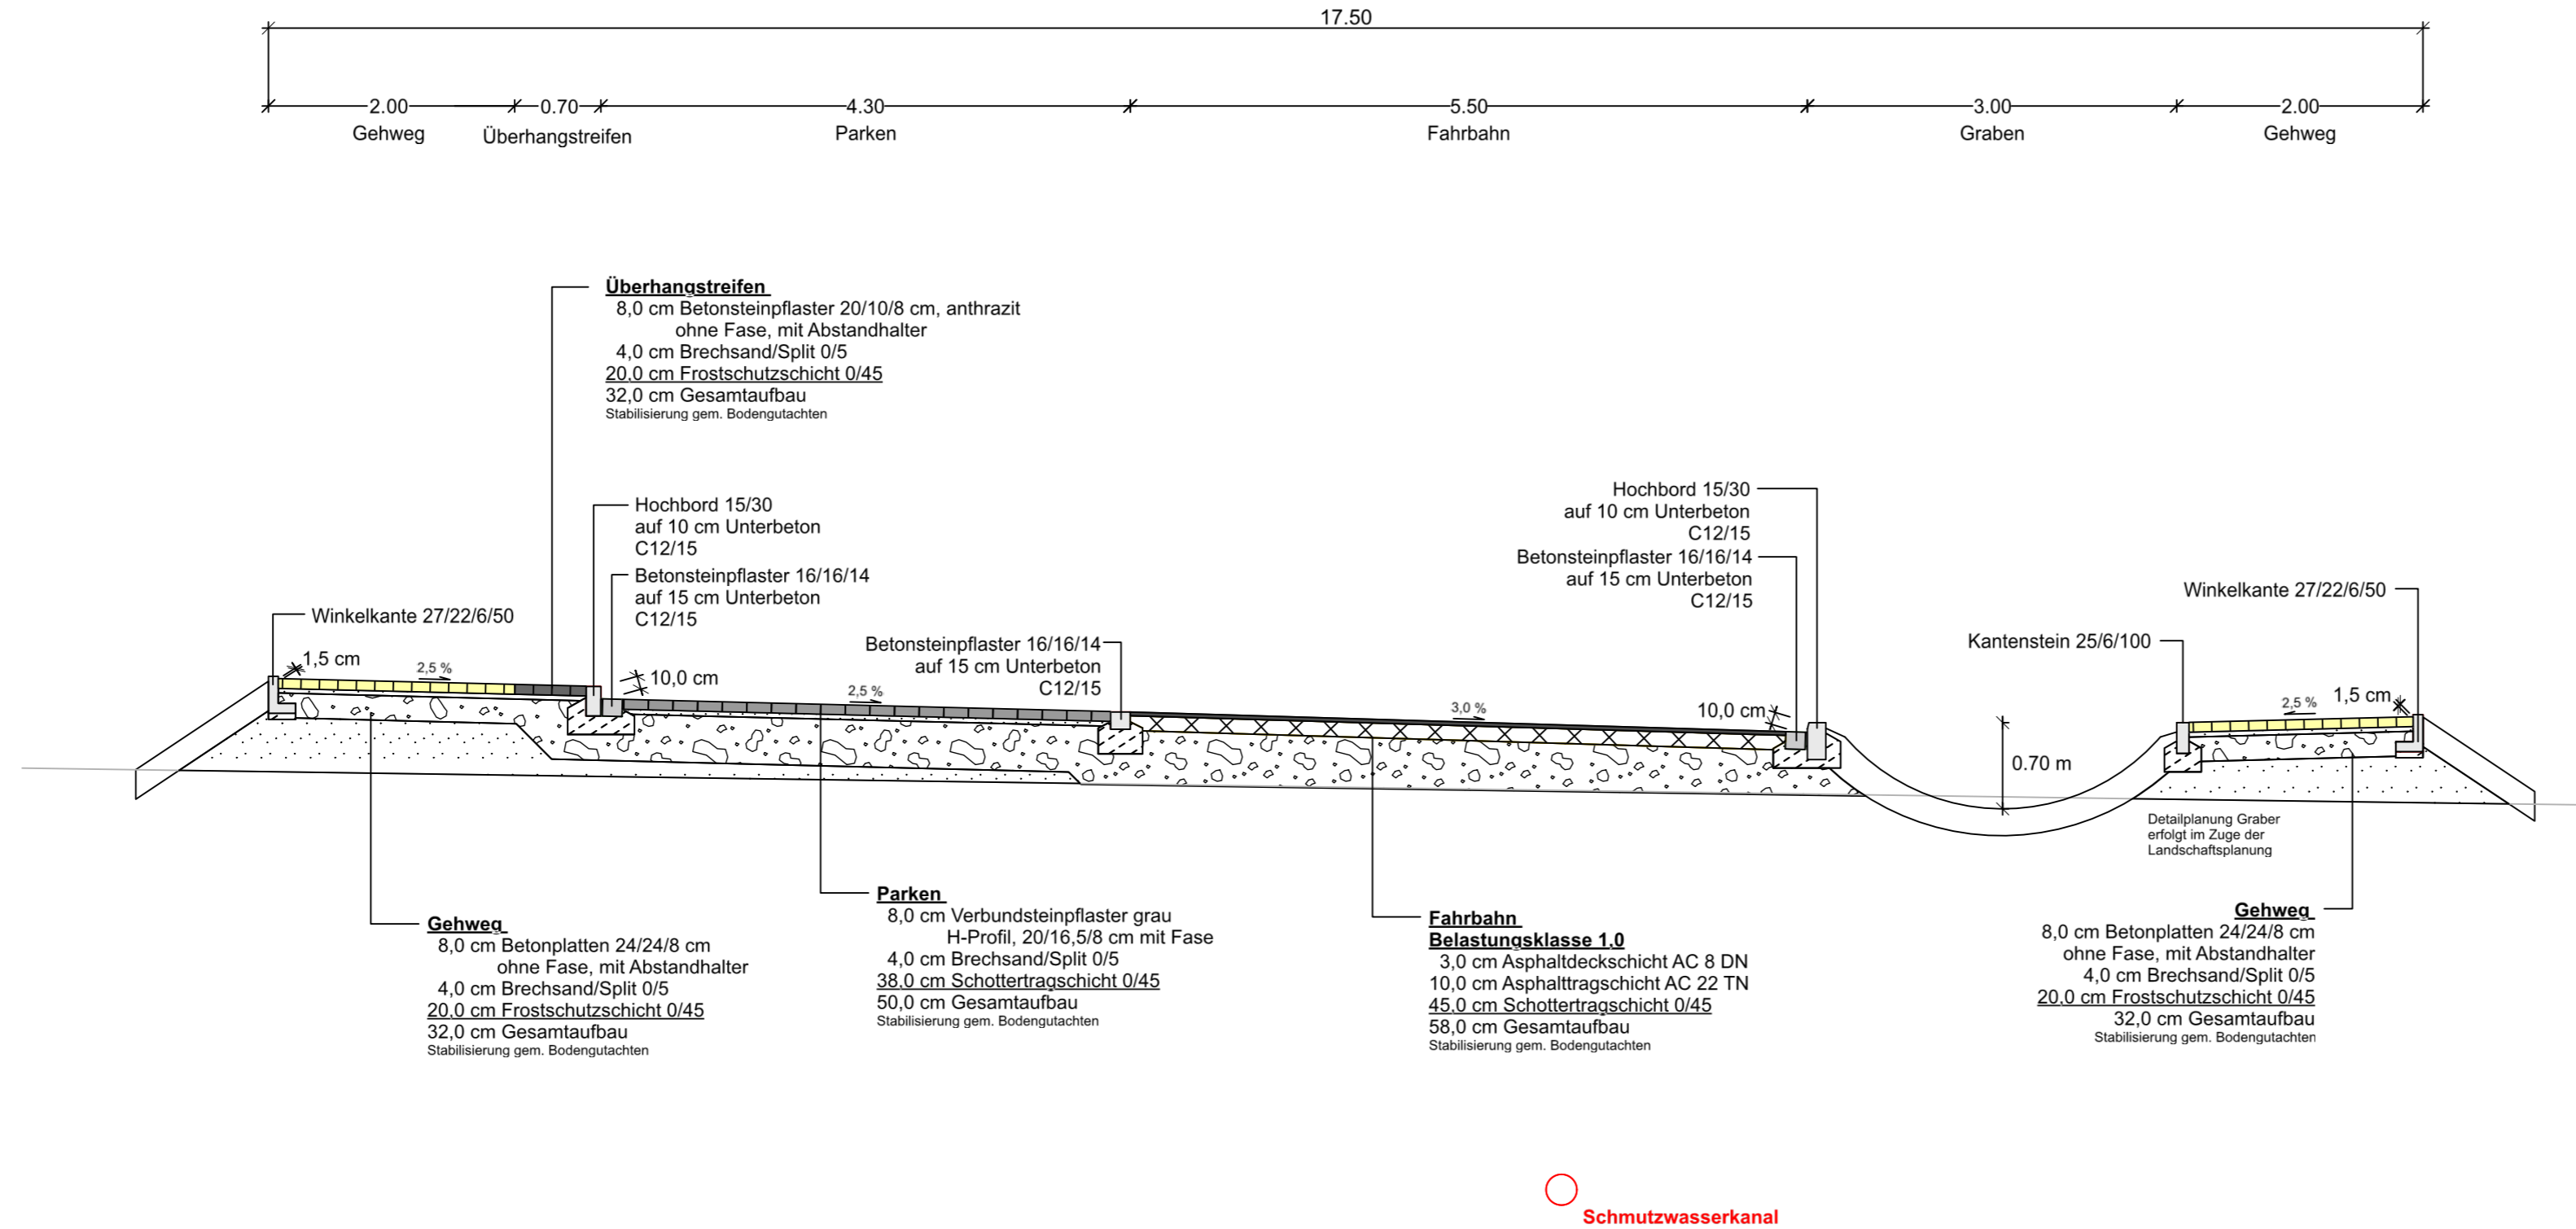 17.50
2.00 0.70 4.30 5.50 3.00 2.00
Gehweg Überhangstreifen Parken Fahrbahn Graben Gehweg
Überhangstreifen
8,0 cm Betonsteinpflaster 20/10/8 cm, anthrazit
ohne Fase, mit Abstandhalter
4,0 cm Brechsand/Split 0/5
20,0 cm Frostschutzschicht 0/45
32,0 cm Gesamtaufbau
Stabilisierung gem. Bodengutachten
Hochbord 15/30
auf 10 cm Unterbeton
C12/15
Betonsteinpflaster 16/16/14
auf 15 cm Unterbeton
C12/15
Hochbord 15/30
auf 10 cm Unterbeton
C12/15
Betonsteinpflaster 16/16/14
auf 15 cm Unterbeton
C12/15
Winkelkante 27/22/6/50
Betonsteinpflaster 16/16/14
auf 15 cm Unterbeton
C12/15
Winkelkante 27/22/6/50
Kantenstein 25/6/100
1,5 cm
2,5 %
10,0 cm
2,5 %
3,0 %
10,0 cm
2,5 %
1,5 cm
0.70 m
Detailplanung Graber
erfolgt im Zuge der
Landschaftsplanung
Gehweg
8,0 cm Betonplatten 24/24/8 cm
ohne Fase, mit Abstandhalter
4,0 cm Brechsand/Split 0/5
20,0 cm Frostschutzschicht 0/45
32,0 cm Gesamtaufbau
Stabilisierung gem. Bodengutachten
Parken
8,0 cm Verbundsteinpflaster grau
H-Profil, 20/16,5/8 cm mit Fase
4,0 cm Brechsand/Split 0/5
38,0 cm Schottertragschicht 0/45
50,0 cm Gesamtaufbau
Stabilisierung gem. Bodengutachten
Fahrbahn
Belastungsklasse 1,0
3,0 cm Asphaltdeckschicht AC 8 DN
10,0 cm Asphalttragschicht AC 22 TN
45,0 cm Schottertragschicht 0/45
58,0 cm Gesamtaufbau
Stabilisierung gem. Bodengutachten
Gehweg
8,0 cm Betonplatten 24/24/8 cm
ohne Fase, mit Abstandhalter
4,0 cm Brechsand/Split 0/5
20,0 cm Frostschutzschicht 0/45
32,0 cm Gesamtaufbau
Stabilisierung gem. Bodengutachten
Schmutzwasserkanal